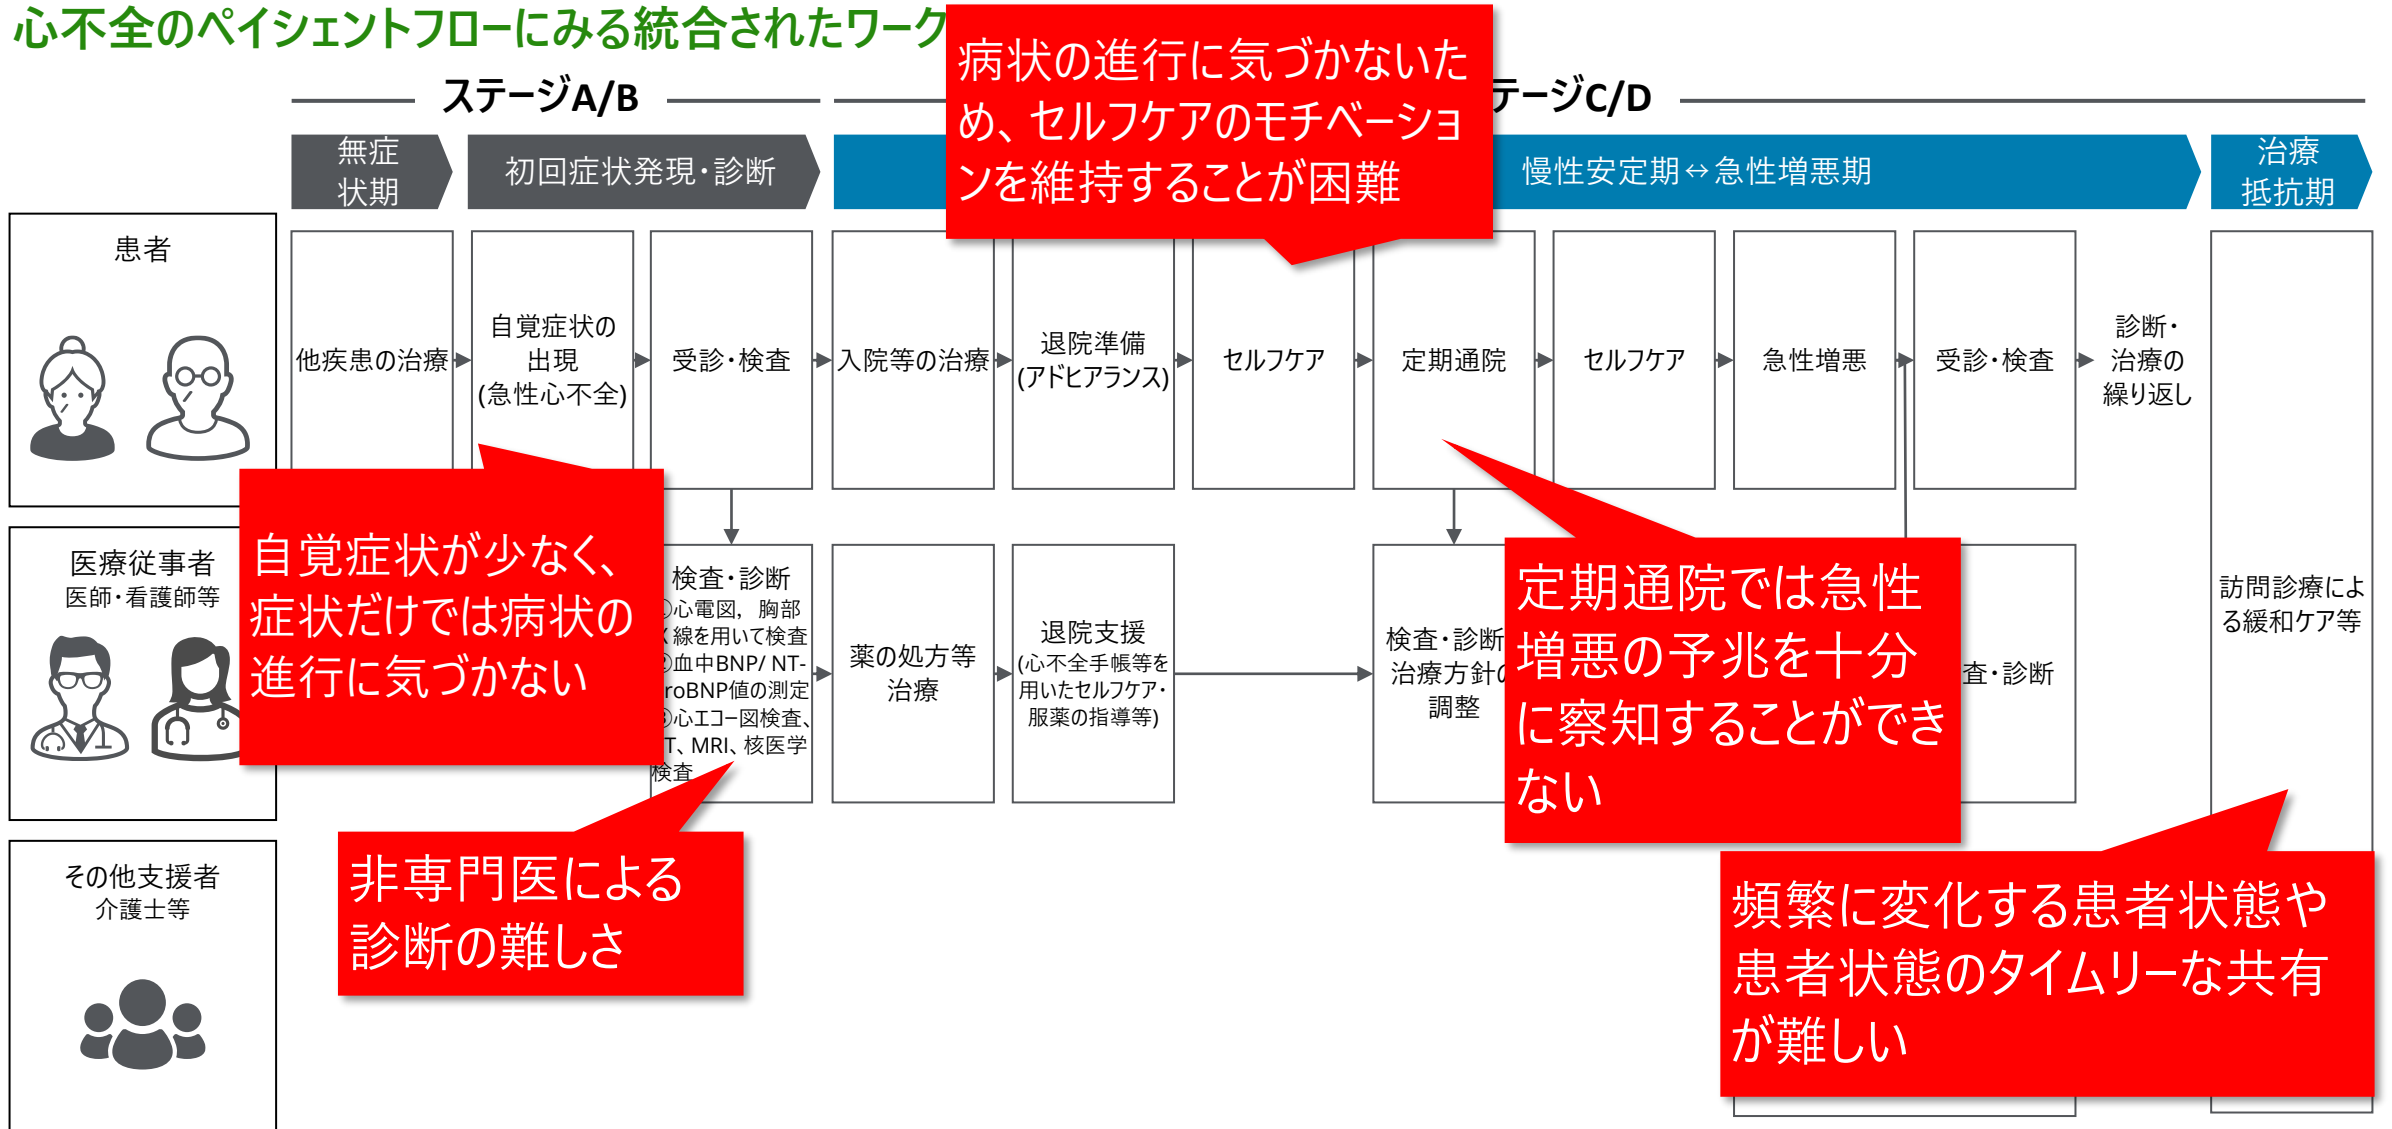 心不全のペイシェントフローにみる統合されたワーク
ステージA/B
テージC/D
無症
状期
初回症状発現・診断
慢性安定期↔急性増悪期
治療
抵抗期
病状の進行に気づかないた
め、セルフケアのモチベーショ
ンを維持することが困難
患者
他疾患の治療
自覚症状の
出現
(急性心不全)
受診・検査
入院等の治療
退院準備
(アドヒアランス)
セルフケア
定期通院
セルフケア
急性増悪
受診・検査
診断・
治療の
繰り返し
自覚症状が少なく、
症状だけでは病状の
進行に気づかない
医療従事者
医師・看護師等
検査・診断
①心電図，胸部
X線を用いて検査
②血中BNP/ NT-
roBNP値の測定
③心エコー図検査、
T、MRI、核医学
検査
薬の処方等
治療
退院支援
(心不全手帳等を
用いたセルフケア・
服薬の指導等)
検査・診断
治療方針の
調整
定期通院では急性
増悪の予兆を十分
に察知することができ
ない
査・診断
訪問診療によ
る緩和ケア等
非専門医による
診断の難しさ
その他支援者
介護士等
頻繁に変化する患者状態や
患者状態のタイムリーな共有
が難しい